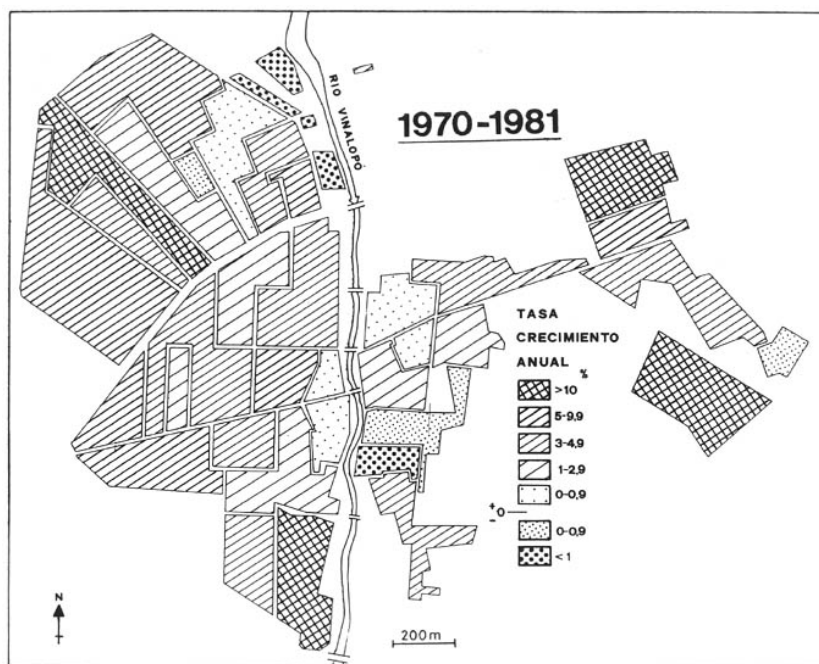 RIO VINALOPÓ
1970-1981
TASA
CRECIMIENTO
ANUAL
%
>10
5-9,9
3-4,9
1-2,9
0-0,9
+0
-
0-0,9
<1
N
200m